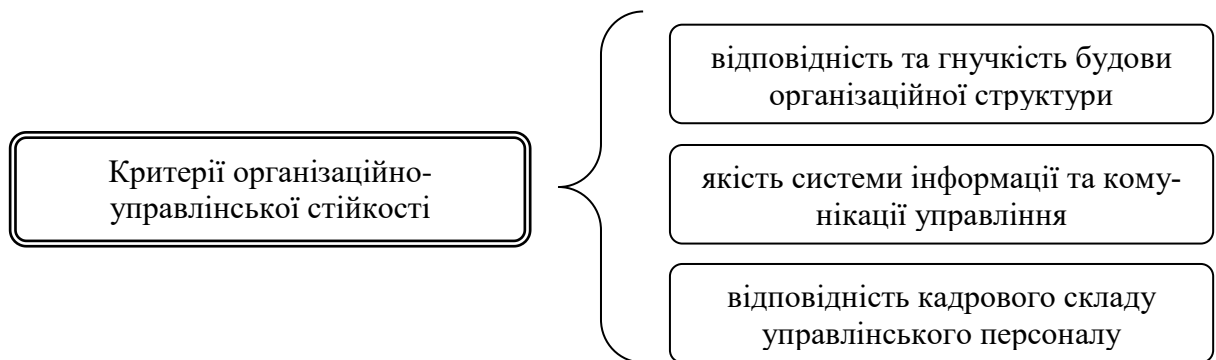 Критерії організаційно-
управлінської стійкості
відповідність та гнучкість будови
організаційної структури
якість системи інформації та кому-
нікації управління
відповідність кадрового складу
управлінського персоналу